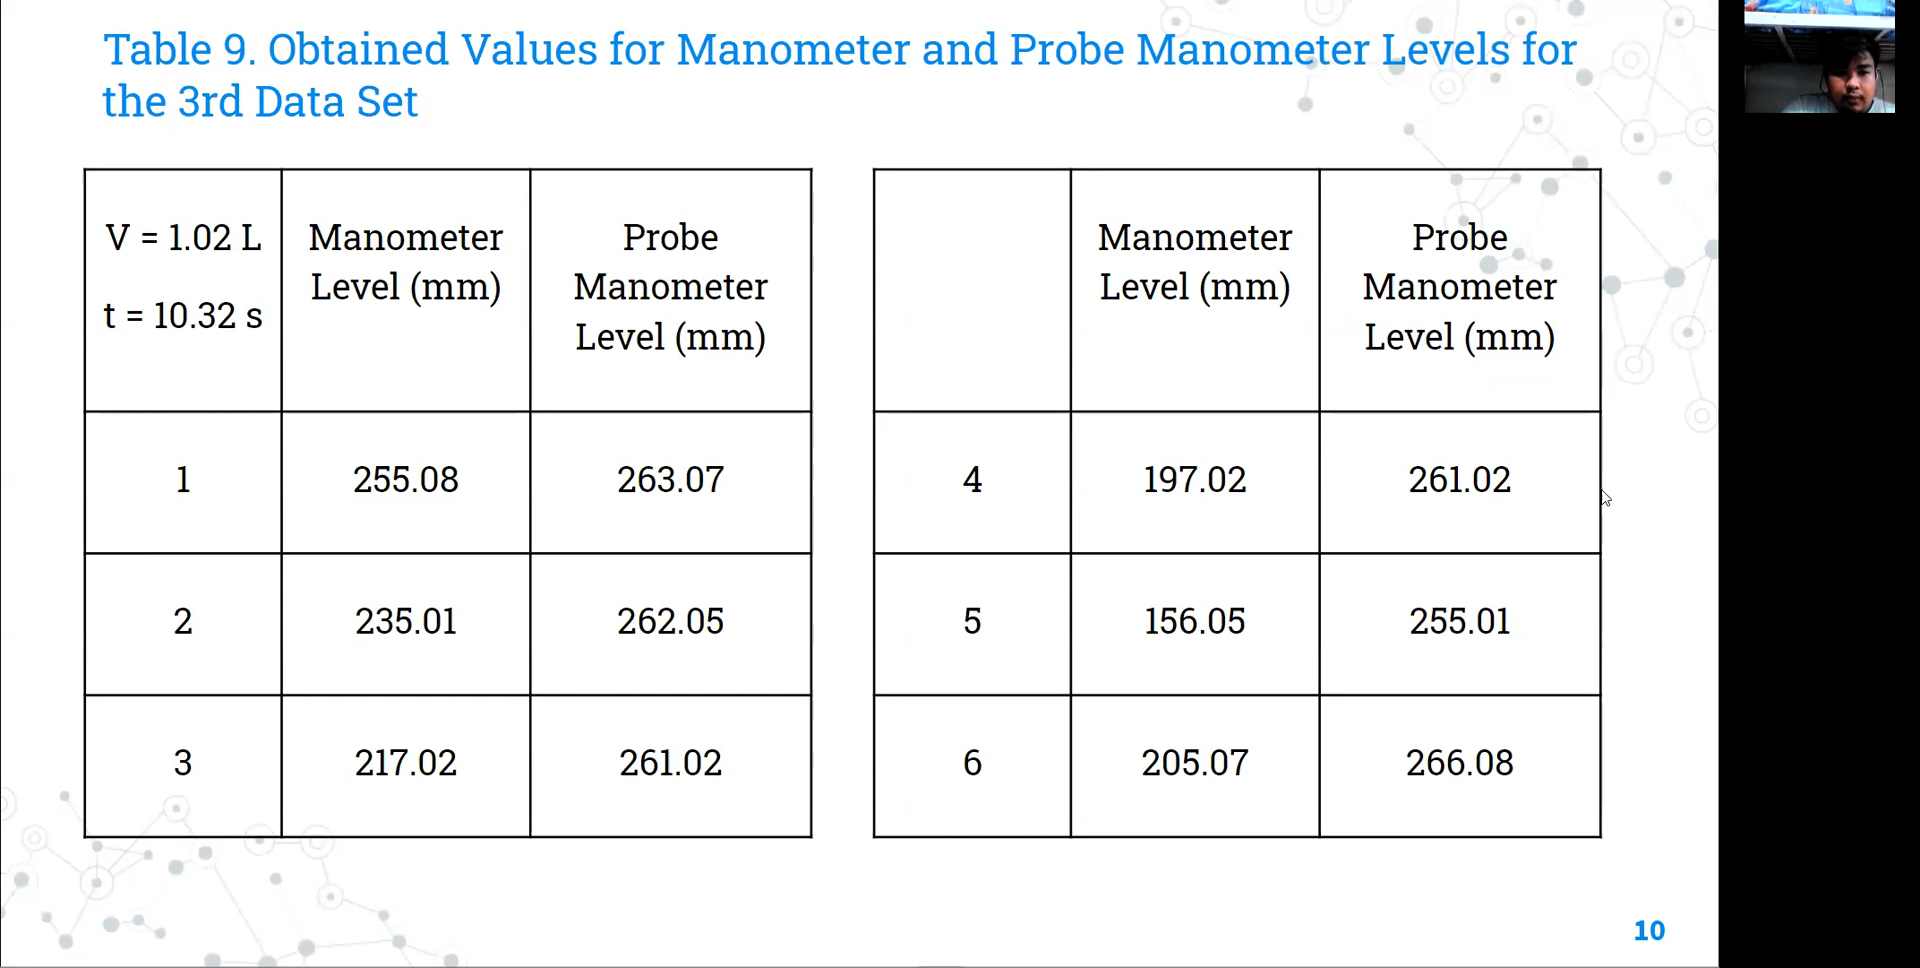 Table 9. Obtained Values for Manometer and Probe Manometer Levels for
the 3rd Data Set
V = 1.02 L
t = 10.32 s
Manometer
Level (mm)
Probe
Manometer
Level (mm)
1
255.08
263.07
2
235.01
262.05
3
217.02
261.02
Manometer
Level (mm)
Probe
Manometer
Level (mm)
4
197.02
261.02
5
156.05
255.01
6
205.07
266.08
10